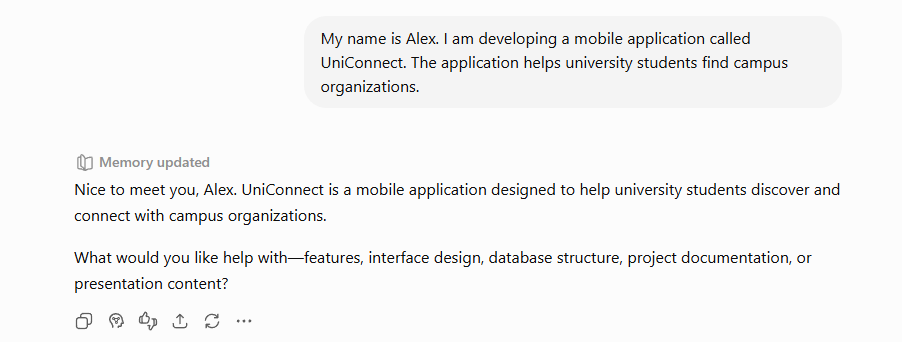 My name is Alex. I am developing a mobile application called
UniConnect. The application helps university students find campus
organizations.
Memory updated
Nice to meet you, Alex. UniConnect is a mobile application designed to help university students discover and
connect with campus organizations.
What would you like help with—features, interface design, database structure, project documentation, or
presentation content?